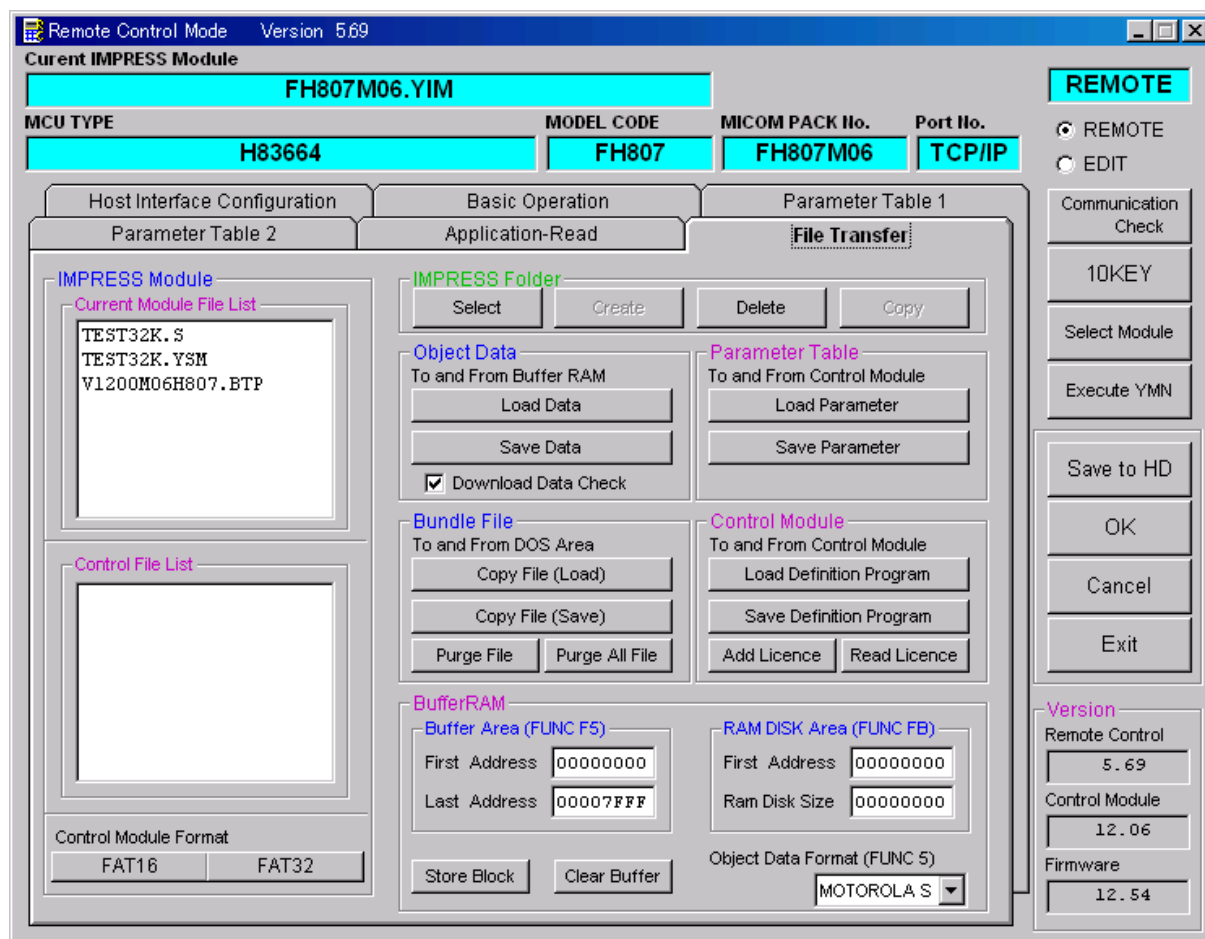 Remote Control Mode Version 5.69
Curent IMPRESS Module
FH807M06.YIM
REMOTE
MCU TYPE MODEL CODE MICOM PACK No. Port No.
H83664 FH807 FH807M06 TCP/IP
REMOTE
EDIT
Host Interface Configuration Basic Operation Parameter Table 1
Parameter Table 2 Application-Read File Transfer
Communication
Check
10KEY
Select Module
Execute YMN
Save to HD
OK
Cancel
Exit
IMPRESS Module
Current Module File List
TEST32K.S
TEST32K.YSM
V1200M06H807.BTP
Control File List
Control Module Format
FAT16 FAT32
IMPRESS Folder
Select Create Delete Copy
Object Data
To and From Buffer RAM
Load Data
Save Data
Download Data Check
Parameter Table
To and From Control Module
Load Parameter
Save Parameter
Bundle File
To and From DOS Area
Copy File (Load)
Copy File (Save)
Purge File Purge All File
Control Module
To and From Control Module
Load Definition Program
Save Definition Program
Add Licence Read Licence
BufferRAM
Buffer Area (FUNC F5)
First Address 00000000
Last Address 00007FFF
RAM DISK Area (FUNC FB)
First Address 00000000
Ram Disk Size 00000000
Store Block Clear Buffer
Object Data Format (FUNC 5)
MOTOROLA S
Version
Remote Control
5.69
Control Module
12.06
Firmware
12.54